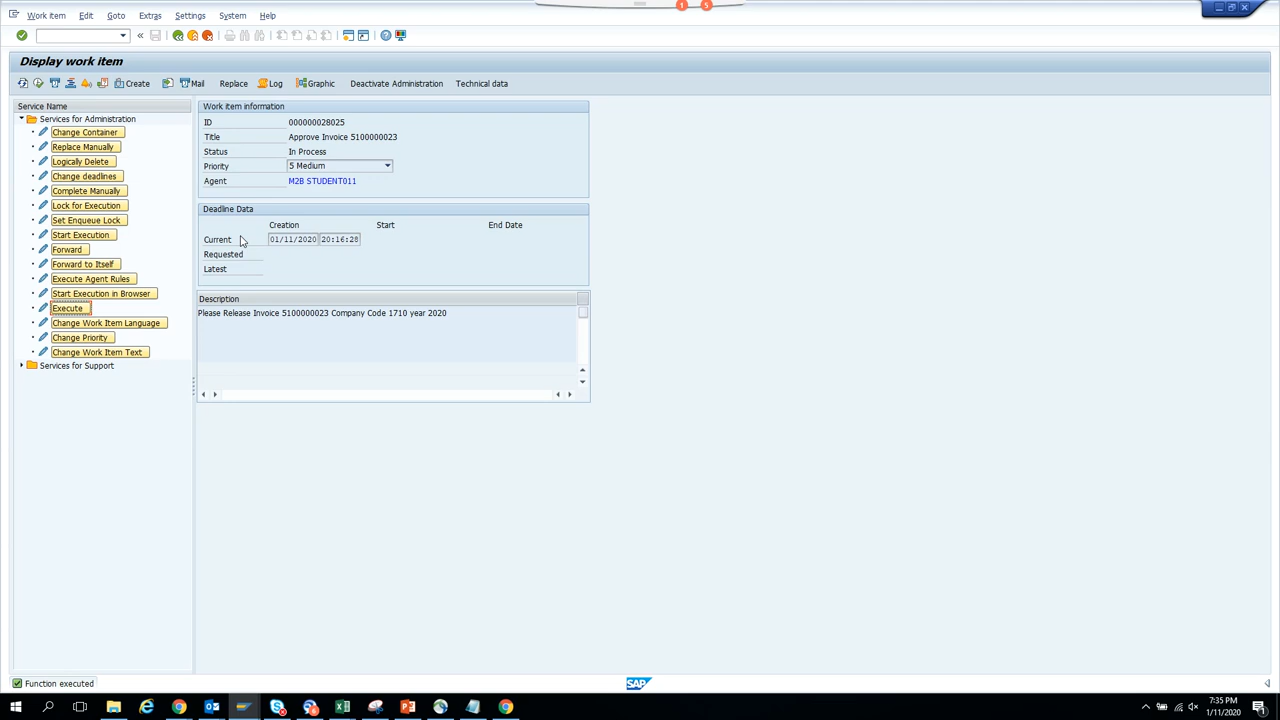 Work item Edit Goto Extras Settings System Help
1 5
Display work item
Create Mail Replace Log Graphic Deactivate Administration Technical data
Service Name
Services for Administration
Change Container
Replace Manually
Logically Delete
Change deadlines
Complete Manually
Lock for Execution
Set Enqueue Lock
Start Execution
Forward
Forward to Itself
Execute Agent Rules
Start Execution in Browser
Execute
Change Work Item Language
Change Priority
Change Work Item Text
Services for Support
Work item information
ID 000000028025
Title Approve Invoice 5100000023
Status In Process
Priority 5 Medium
Agent M2B STUDENT011
Deadline Data
Creation Start End Date
Current 01/11/2020 20:16:28
Requested
Latest
Description
Please Release Invoice 5100000023 Company Code 1710 year 2020
Function executed
SAP
7:35 PM
1/11/2020